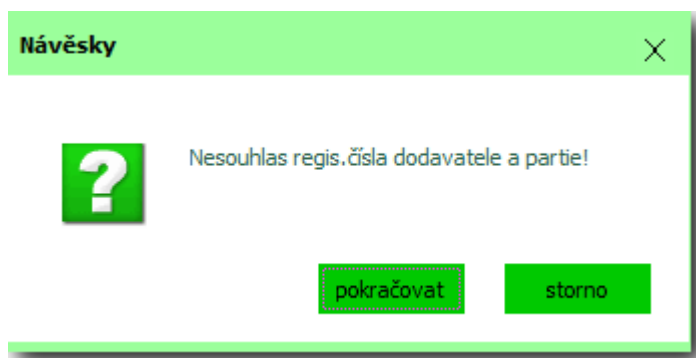 Návěsky
Nesouhlas regis.čísla dodavatele a partie!
pokračovat
storno